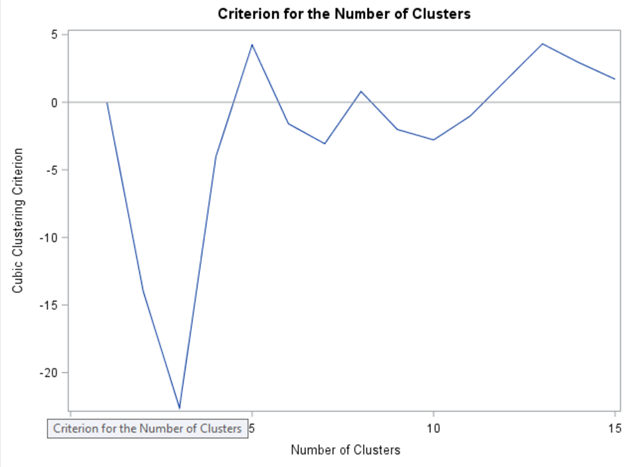 Criterion for the Number of Clusters
Cubic Clustering Criterion
5
0
-5
-10
-15
-20
Criterion for the Number of Clusters
5
10
15
Number of Clusters